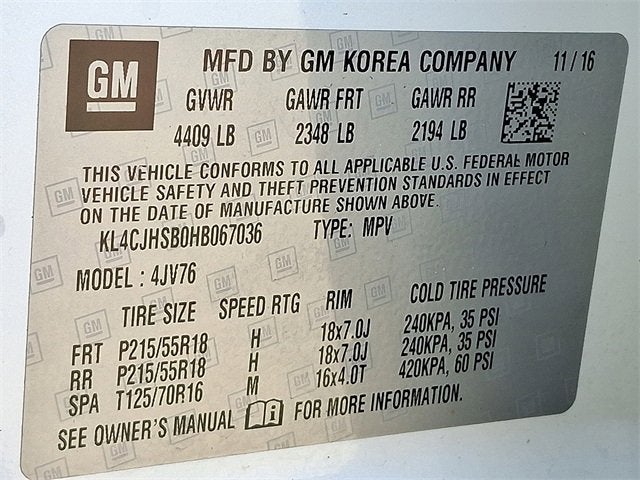 GM MFD BY GM KOREA COMPANY 11 / 16
GVWR GAWR FRT GAWR RR
4409 LB 2348 LB 2194 LB
THIS VEHICLE CONFORMS TO ALL APPLICABLE U.S. FEDERAL MOTOR
VEHICLE SAFETY AND THEFT PREVENTION STANDARDS IN EFFECT
ON THE DATE OF MANUFACTURE SHOWN ABOVE.
KL4CJHSB0HB067036 TYPE: MPV
MODEL : 4JV76
TIRE SIZE SPEED RTG RIM COLD TIRE PRESSURE
FRT P215/55R18 H 18x7.0J 240KPA, 35 PSI
RR P215/55R18 H 18x7.0J 240KPA, 35 PSI
SPA T125/70R16 M 16x4.0T 420KPA, 60 PSI
SEE OWNER'S MANUAL FOR MORE INFORMATION.